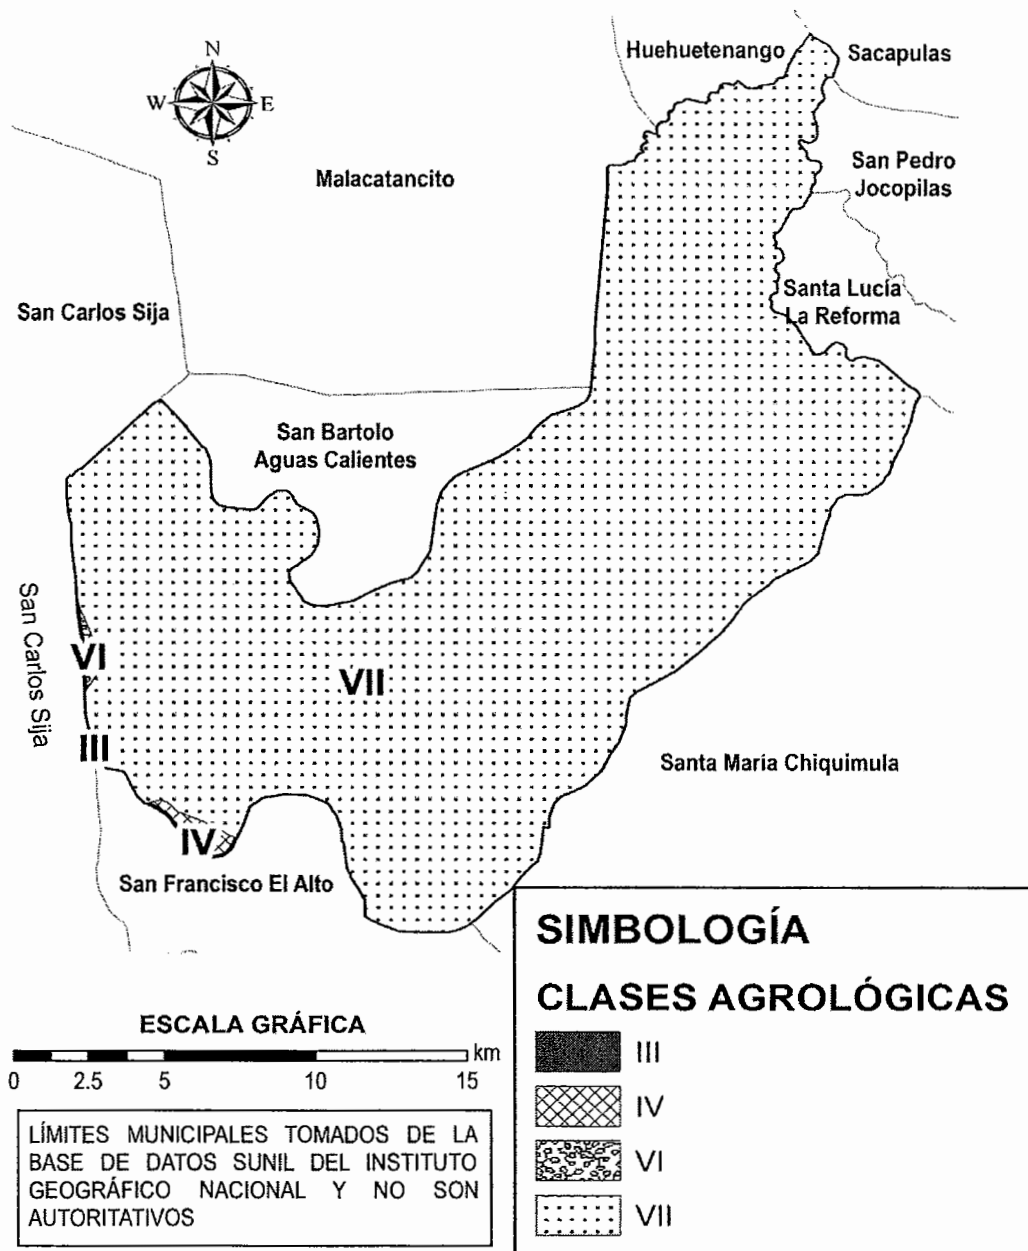 N
Huehuetenango
Sacapulas
W
E
S
Malacatancito
San Pedro
Jocopilas
Santa Lucía
La Reforma
San Carlos Sija
San Bartolo
Aguas Calientes
San Carlos Sija
VI
VII
III
Santa María Chiquimula
IV
San Francisco El Alto
SIMBOLOGÍA
CLASES AGROLÓGICAS
III
IV
VI
VII
ESCALA GRÁFICA
km
0 2.5 5 10 15
LÍMITES MUNICIPALES TOMADOS DE LA
BASE DE DATOS SUNIL DEL INSTITUTO
GEOGRÁFICO NACIONAL Y NO SON
AUTORITATIVOS